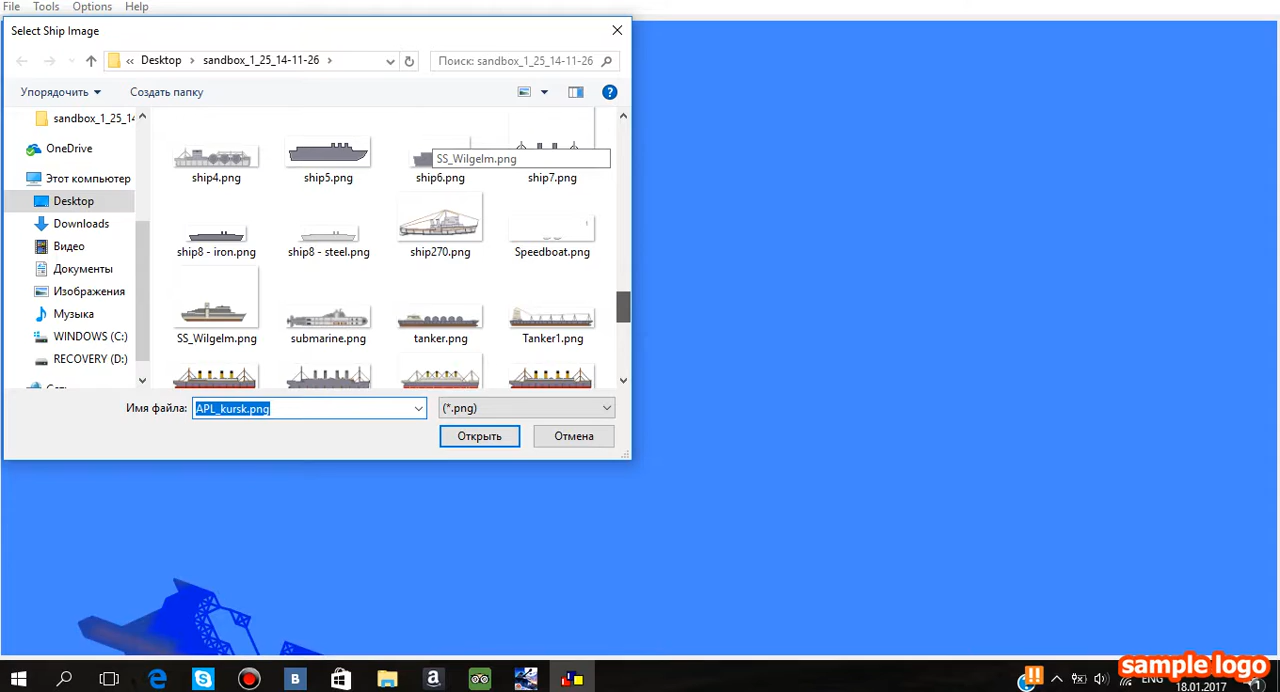 File Tools Options Help
Select Ship Image
« Desktop > sandbox_1_25_14-11-26 >
Поиск: sandbox_1_25_14-11-26
Упорядочить Создать папку
sandbox_1_25_14
OneDrive
Этот компьютер
Desktop
Downloads
Видео
Документы
Изображения
Музыка
WINDOWS (C:)
RECOVERY (D:)
SS_Wilgelm.png
ship4.png ship5.png ship6.png ship7.png
ship8 - iron.png ship8 - steel.png ship270.png Speedboat.png
SS_Wilgelm.png submarine.png tanker.png Tanker1.png
Имя файла: APL_kursk.png (*.png)
Открыть Отмена
sample logo
ENG
18.01.2017